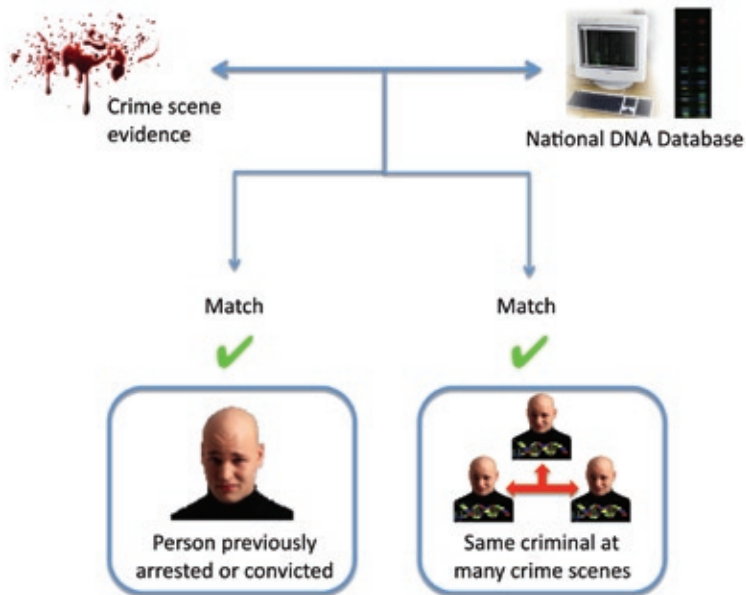 Crime scene
evidence
National DNA Database
Match
Match
Person previously
arrested or convicted
Same criminal at
many crime scenes